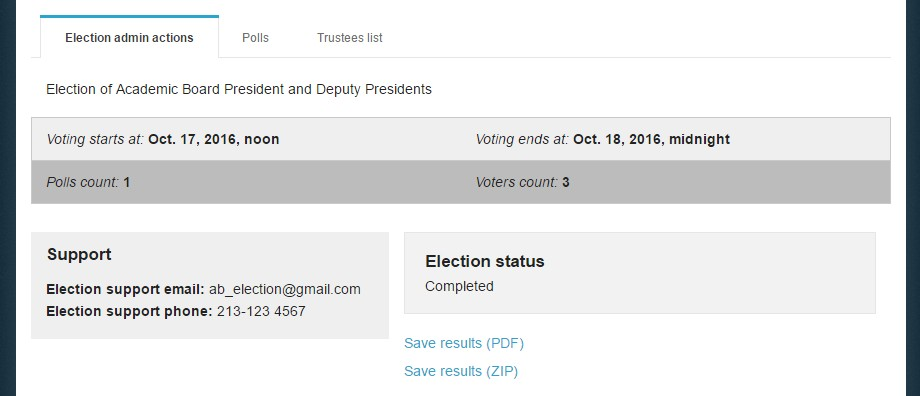 Election admin actions Polls Trustees list
Election of Academic Board President and Deputy Presidents
Voting starts at: Oct. 17, 2016, noon Voting ends at: Oct. 18, 2016, midnight
Polls count: 1 Voters count: 3
Support
Election support email: ab_election@gmail.com
Election support phone: 213-123 4567
Election status
Completed
Save results (PDF)
Save results (ZIP)